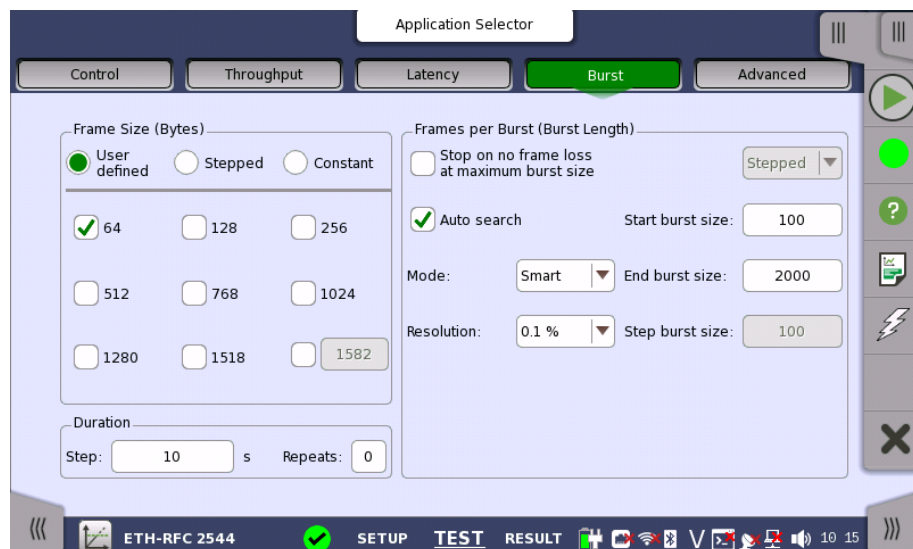 Application Selector
Control Throughput Latency Burst Advanced
Frame Size (Bytes)
User defined Stepped Constant
64 128 256
512 768 1024
1280 1518 1582
Duration
Step: 10 s Repeats: 0
Frames per Burst (Burst Length)
Stop on no frame loss
at maximum burst size Stepped
Auto search Start burst size: 100
Mode: Smart End burst size: 2000
Resolution: 0.1 % Step burst size: 100
ETH-RFC 2544 SETUP TEST RESULT V 10 15